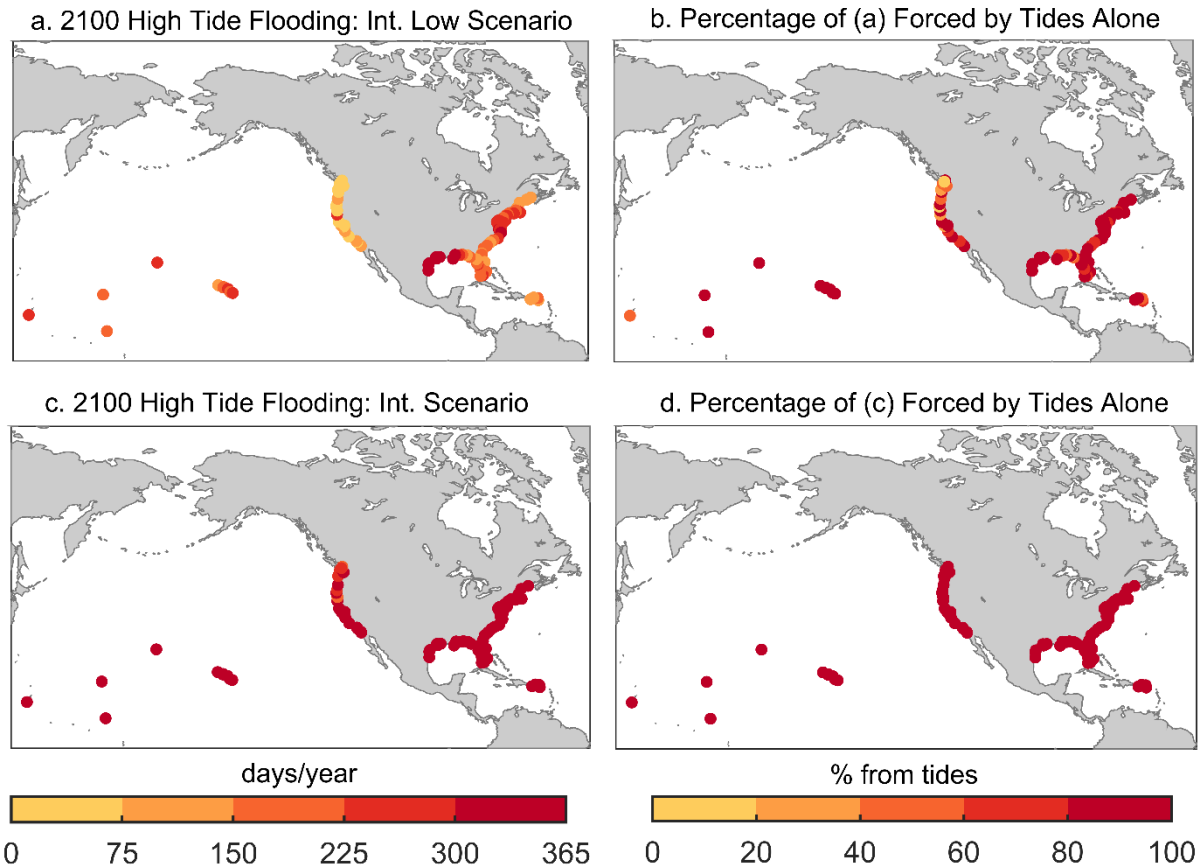 a. 2100 High Tide Flooding: Int. Low Scenario
b. Percentage of (a) Forced by Tides Alone
c. 2100 High Tide Flooding: Int. Scenario
d. Percentage of (c) Forced by Tides Alone
days/year
0 75 150 225 300 365
% from tides
0 20 40 60 80 100